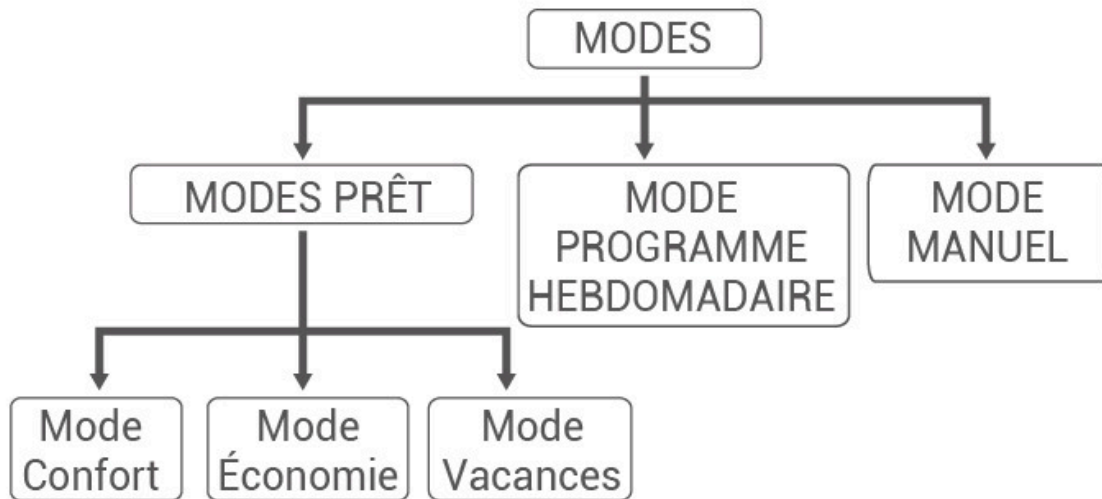 MODES
MODES PRÊT
MODE
PROGRAMME
HEBDOMADAIRE
MODE
MANUEL
Mode
Confort
Mode
Économie
Mode
Vacances